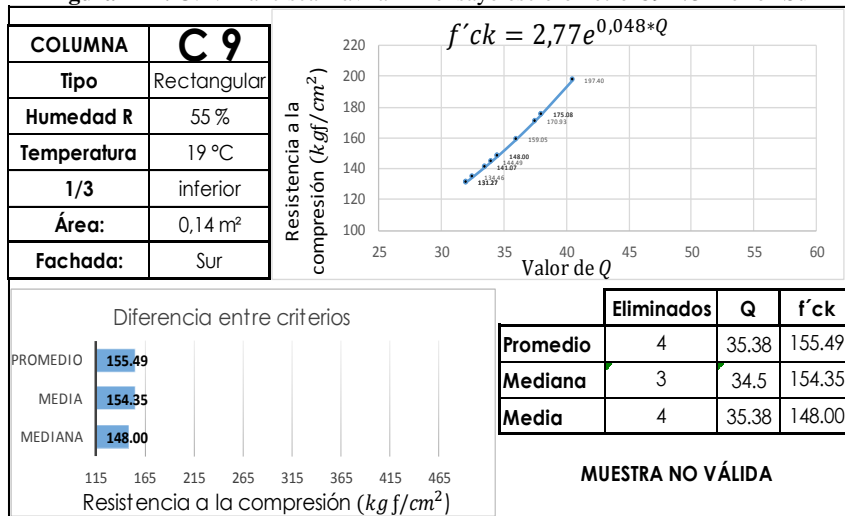 COLUMNA C 9
Tipo Rectangular
Humedad R 55 %
Temperatura 19 °C
1/3 inferior
Área: 0,14 m²
Fachada: Sur
f´ck = 2,77e^{0,048*Q}
Resistencia a la
compresión (kgf/cm²)
220
200
180
160
140
120
100
197.40
175.08
170.93
159.05
148.00
144.49
141.07
134.46
131.27
25 30 35 40 45 50 55 60
Valor de Q
Diferencia entre criterios
PROMEDIO 155.49
MEDIA 154.35
MEDIANA 148.00
115 165 215 265 315 365 415 465
Resistencia a la compresión (kg f/cm²)
Eliminados Q f´ck
Promedio 4 35.38 155.49
Mediana 3 34.5 154.35
Media 4 35.38 148.00
MUESTRA NO VÁLIDA